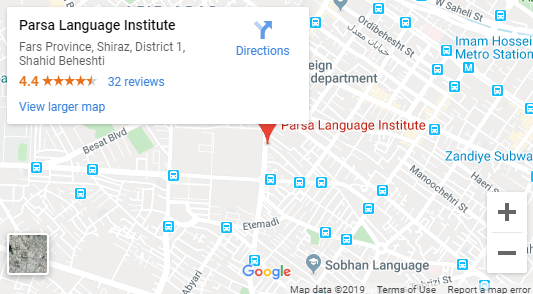 Parsa Language Institute
Fars Province, Shiraz, District 1,
Shahid Beheshti
4.4
32 reviews
Directions
View larger map
W Saheli St
Ordibehesht St
Imam Hossei
Metro Station
eign
department
Parsa Language Institute
Besat Blvd
Zandiye Subwa
Manoochehri St
Haeri St
Etemadi
Abyari
Sobhan Language
Google
Map data ©2019
Terms of Use
Report a map error